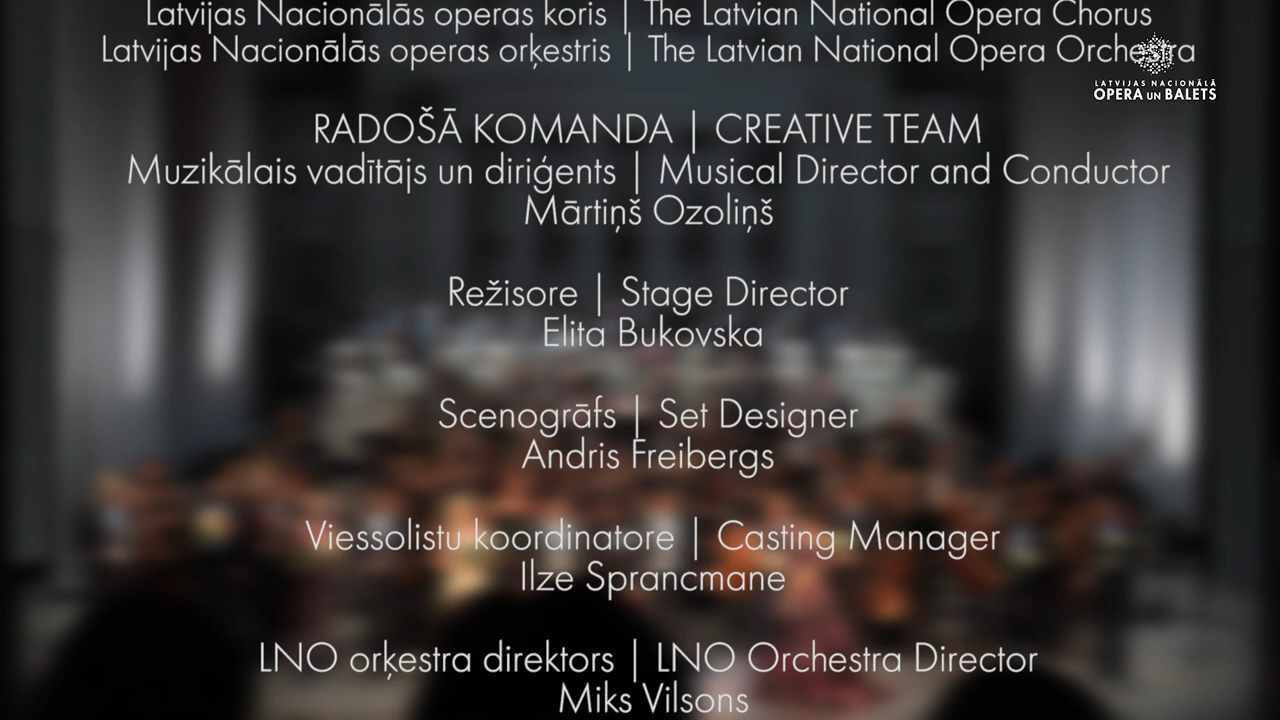 Latvijas Nacionālās operas koris | The Latvian National Opera Chorus
Latvijas Nacionālās operas orķestris | The Latvian National Opera Orchestra
LATVIJAS NACIONĀLĀ
OPERA UN BALETS
RADOŠĀ KOMANDA | CREATIVE TEAM
Muzikālais vadītājs un diriģents | Musical Director and Conductor
Mārtiņš Ozoliņš
Režisore | Stage Director
Elita Bukovska
Scenogrāfs | Set Designer
Andris Freibergs
Viessolistu koordinatore | Casting Manager
Ilze Sprancmane
LNO orķestra direktors | LNO Orchestra Director
Miks Vilsons